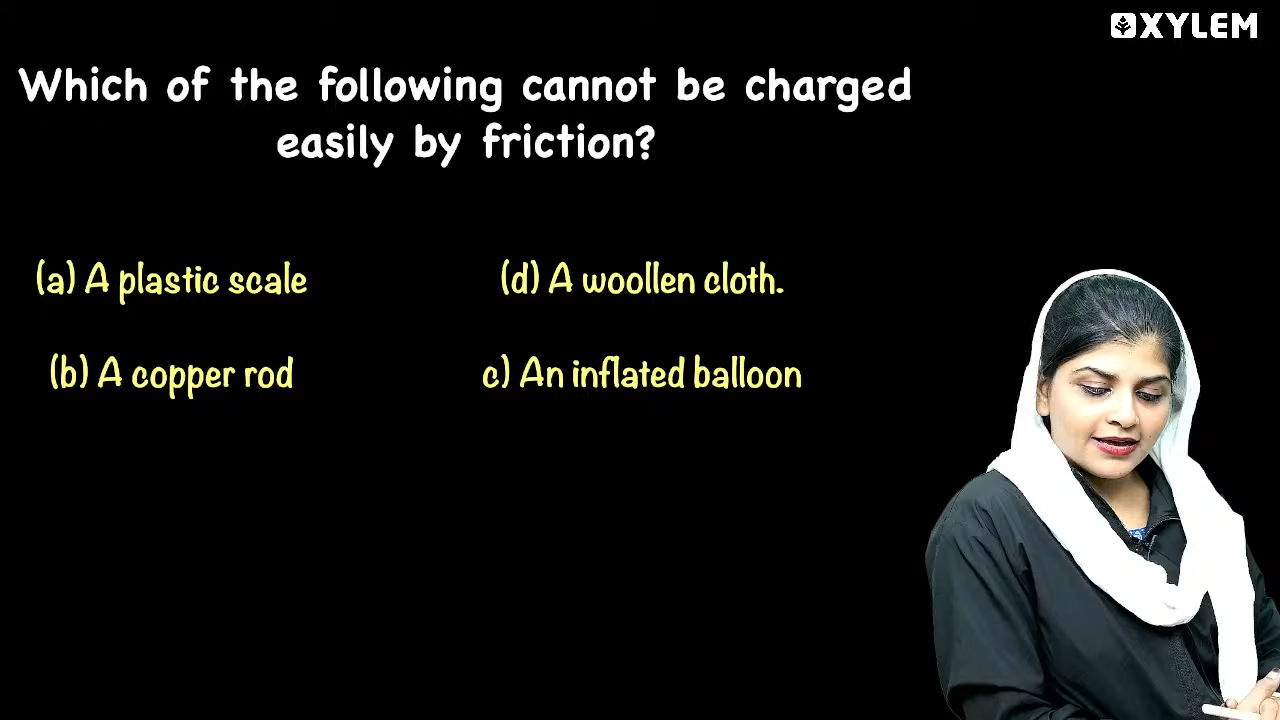 XYLEM
Which of the following cannot be charged
easily by friction?
(a) A plastic scale
(d) A woollen cloth.
(b) A copper rod
c) An inflated balloon